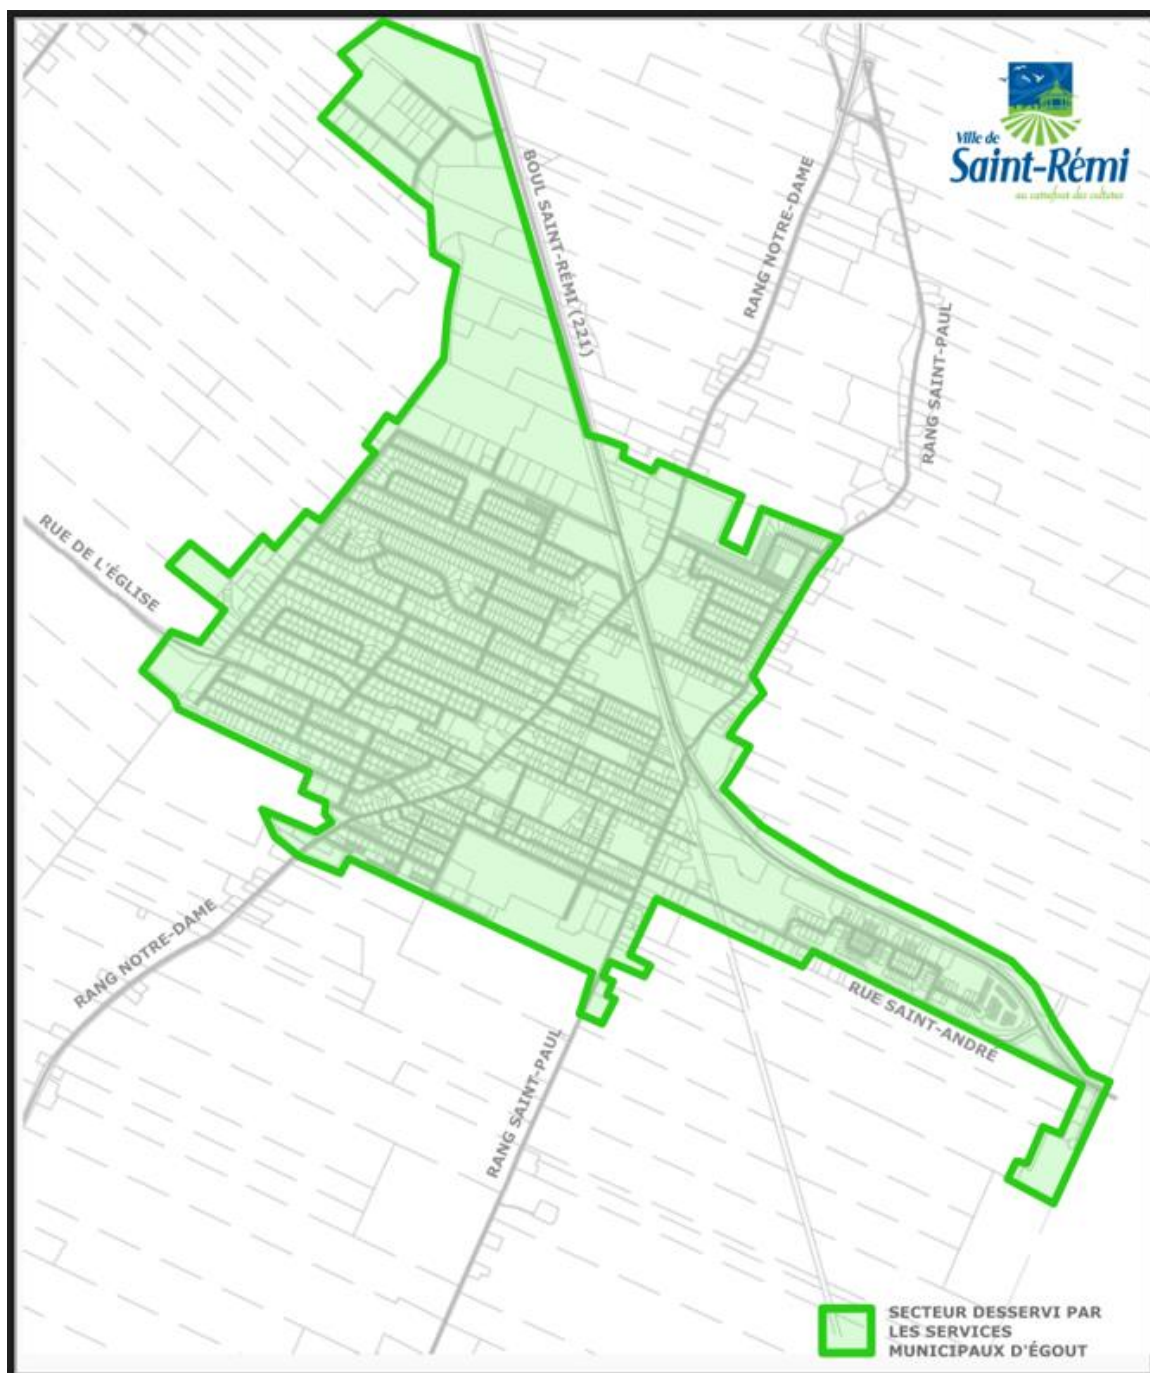 Ville de
Saint-Rémi
au carrefour des cultures
BOUL SAINT-RÉMI (221)
RANG NOTRE-DAME
RANG SAINT-PAUL
RUE DE L'ÉGLISE
RANG NOTRE-DAME
RUE SAINT-ANDRÉ
RANG SAINT-PAUL
SECTEUR DESSERVI PAR
LES SERVICES
MUNICIPAUX D'ÉGOUT